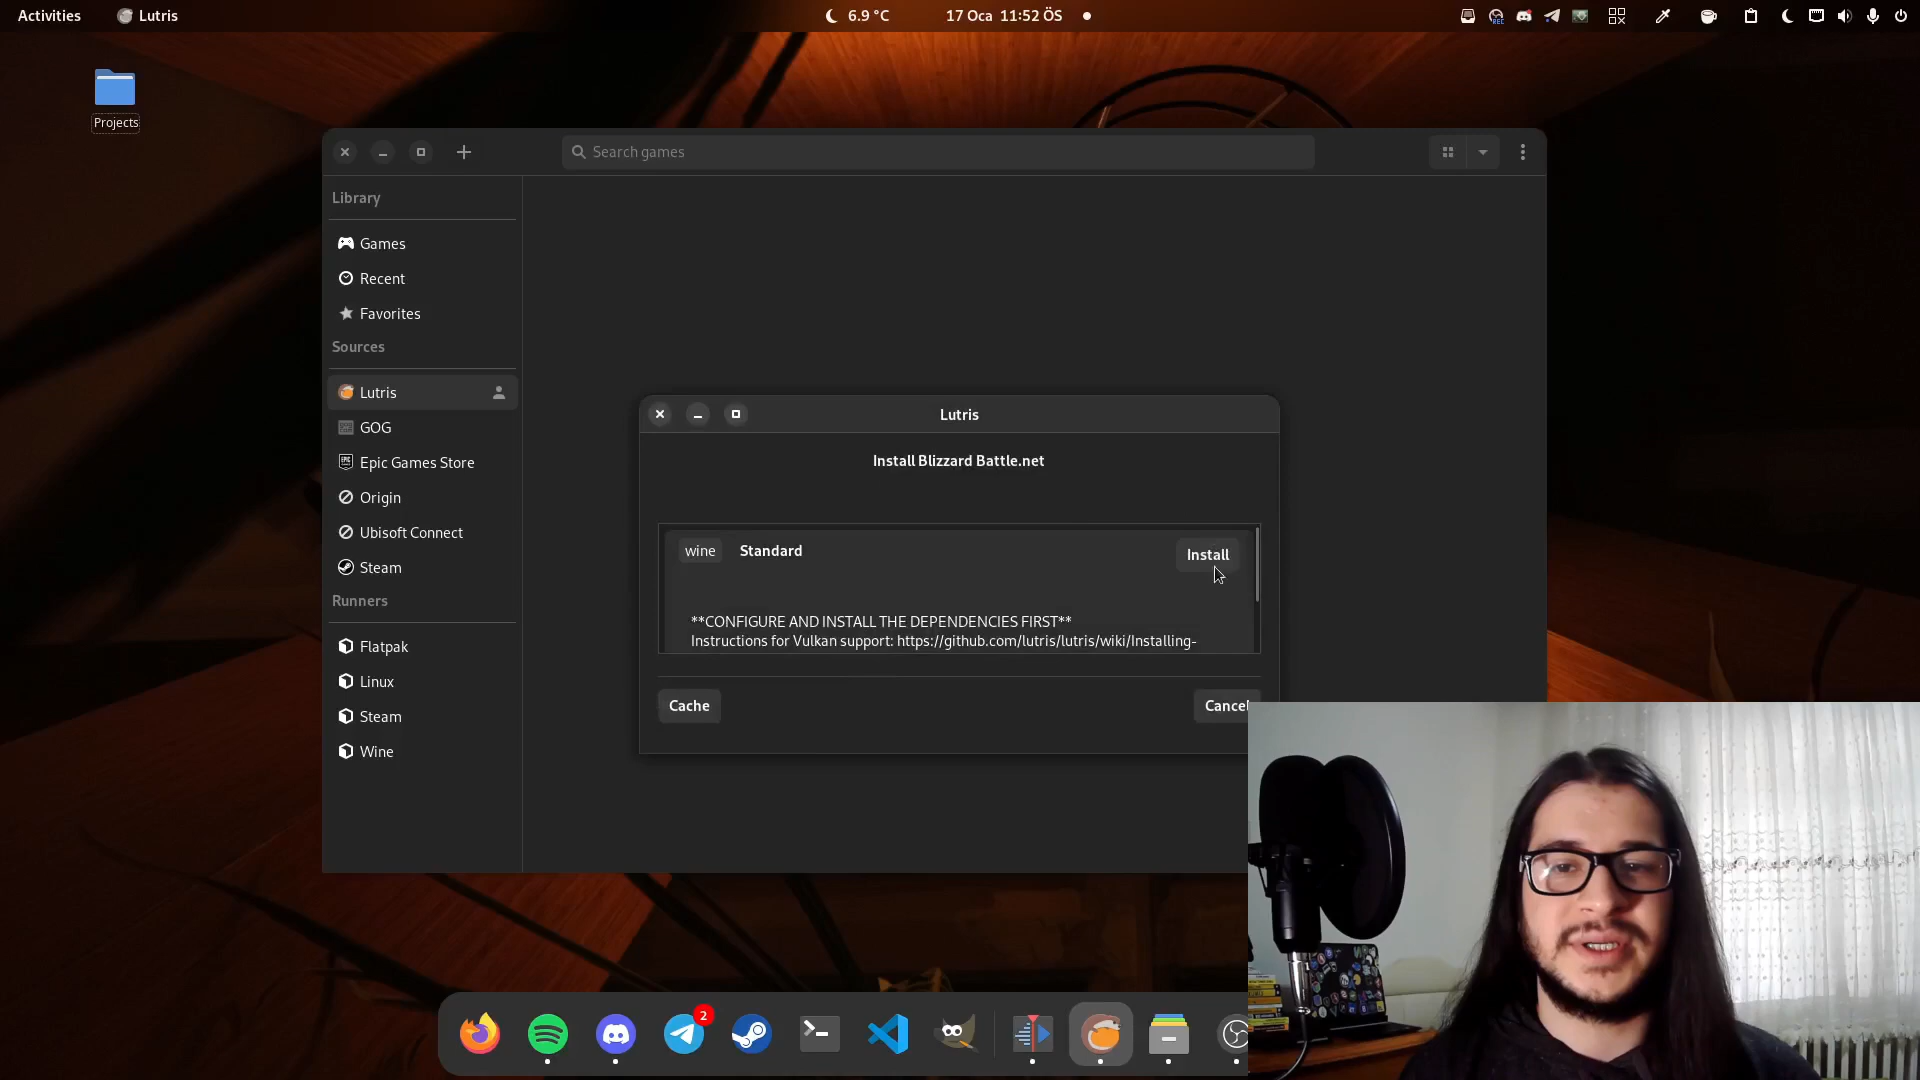 Activities
Lutris
6.9 °C
17 Oca 11:52 ÖS
REC
Projects
Search games
Library
Games
Recent
Favorites
Sources
Lutris
GOG
Epic Games Store
Origin
Ubisoft Connect
Steam
Runners
Flatpak
Linux
Steam
Wine
Lutris
Install Blizzard Battle.net
wine
Standard
Install
**CONFIGURE AND INSTALL THE DEPENDENCIES FIRST**
Instructions for Vulkan support: https://github.com/lutris/lutris/wiki/Installing-
Cache
Cancel
2